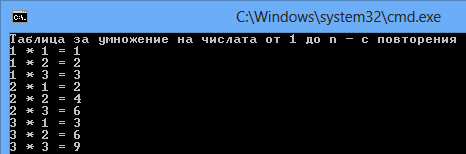 C:\Windows\system32\cmd.exe
Таблица за умножение на числата от 1 до n - с повторения
1 * 1 = 1
1 * 2 = 2
1 * 3 = 3
2 * 1 = 2
2 * 2 = 4
2 * 3 = 6
3 * 1 = 3
3 * 2 = 6
3 * 3 = 9